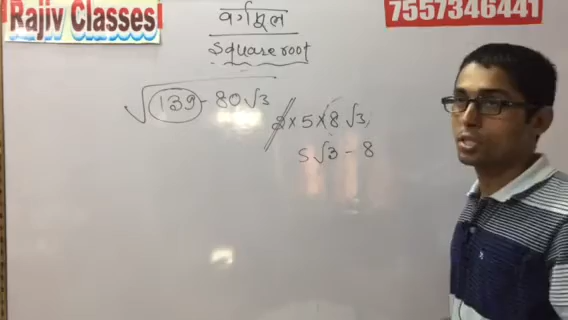 Rajiv Classes
7557346441
वर्गमूल
Square root
√139 - 80√3
2 × 5 × 8 √3
5√3 - 8